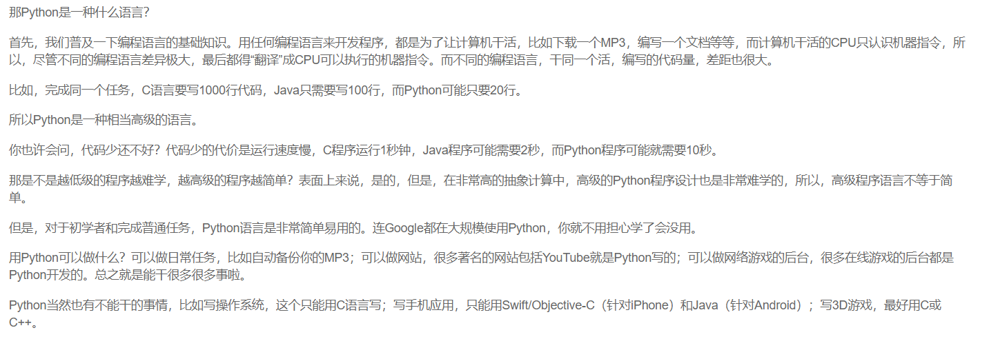 那Python是一种什么语言？
首先，我们普及一下编程语言的基础知识。用任何编程语言来开发程序，都是为了让计算机干活，比如下载一个MP3，编写一个文档等等，而计算机干活的CPU只认识机器指令，所
以，尽管不同的编程语言差异极大，最后都得“翻译”成CPU可以执行的机器指令。而不同的编程语言，干同一个活，编写的代码量，差距也很大。
比如，完成同一个任务，C语言要写1000行代码，Java只需要写100行，而Python可能只要20行。
所以Python是一种相当高级的语言。
你也许会问，代码少还不好？代码少的代价是运行速度慢，C程序运行1秒钟，Java程序可能需要2秒，而Python程序可能就需要10秒。
那是不是越低级的程序越难学，越高级的程序越简单？表面上来说，是的，但是，在非常高的抽象计算中，高级的Python程序设计也是非常难学的，所以，高级程序语言不等于简
单。
但是，对于初学者和完成普通任务，Python语言是非常简单易用的。连Google都在大规模使用Python，你就不用担心学了会没用。
用Python可以做什么？可以做日常任务，比如自动备份你的MP3；可以做网站，很多著名的网站包括YouTube就是Python写的；可以做网络游戏的后台，很多在线游戏的后台都是
Python开发的。总之就是能干很多很多事啦。
Python当然也有不能干的事情，比如写操作系统，这个只能用C语言写；写手机应用，只能用Swift/Objective-C（针对iPhone）和Java（针对Android）；写3D游戏，最好用C或
C++。